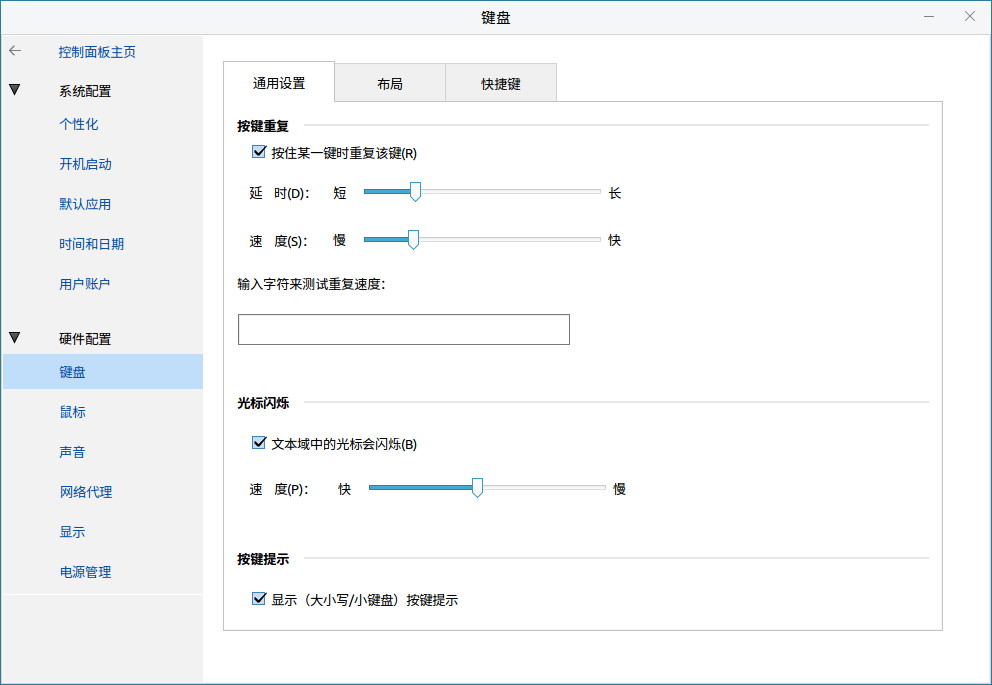 键盘
控制面板主页
系统配置
个性化
开机启动
默认应用
时间和日期
用户账户
硬件配置
键盘
鼠标
声音
网络代理
显示
电源管理
通用设置
布局
快捷键
按键重复
按住某一键时重复该键(R)
延 时(D)： 短 长
速 度(S)： 慢 快
输入字符来测试重复速度：
光标闪烁
文本域中的光标会闪烁(B)
速 度(P)： 快 慢
按键提示
显示（大小写/小键盘）按键提示